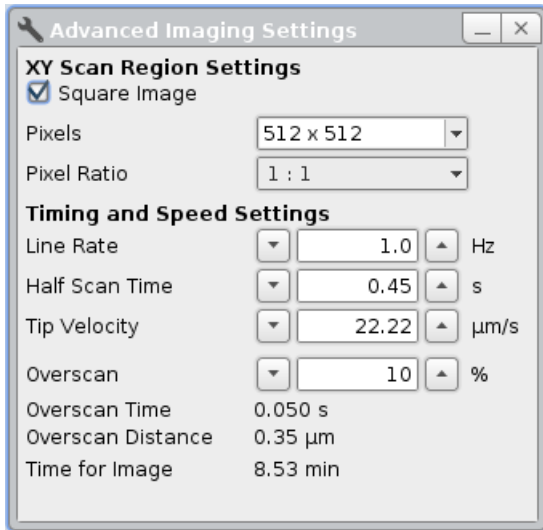 Advanced Imaging Settings
XY Scan Region Settings
Square Image
Pixels 512 x 512
Pixel Ratio 1 : 1
Timing and Speed Settings
Line Rate 1.0 Hz
Half Scan Time 0.45 s
Tip Velocity 22.22 µm/s
Overscan 10 %
Overscan Time 0.050 s
Overscan Distance 0.35 µm
Time for Image 8.53 min